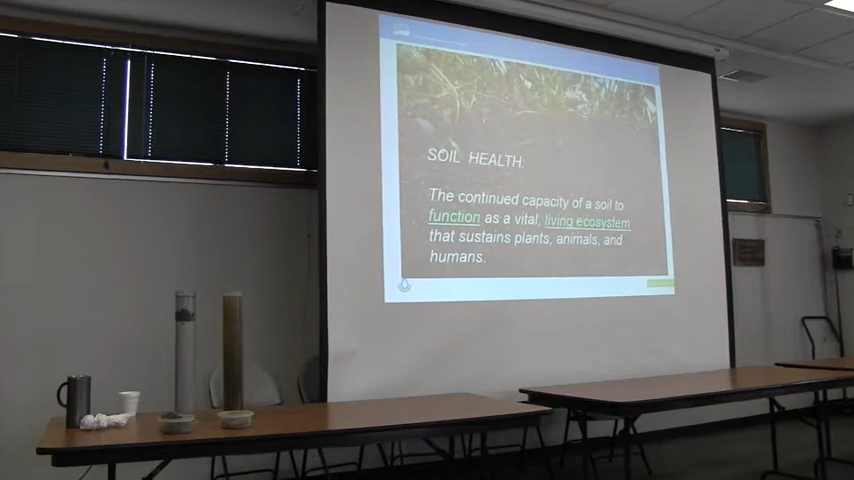 SOIL HEALTH:
The continued capacity of a soil to
function as a vital, living ecosystem
that sustains plants, animals, and
humans.